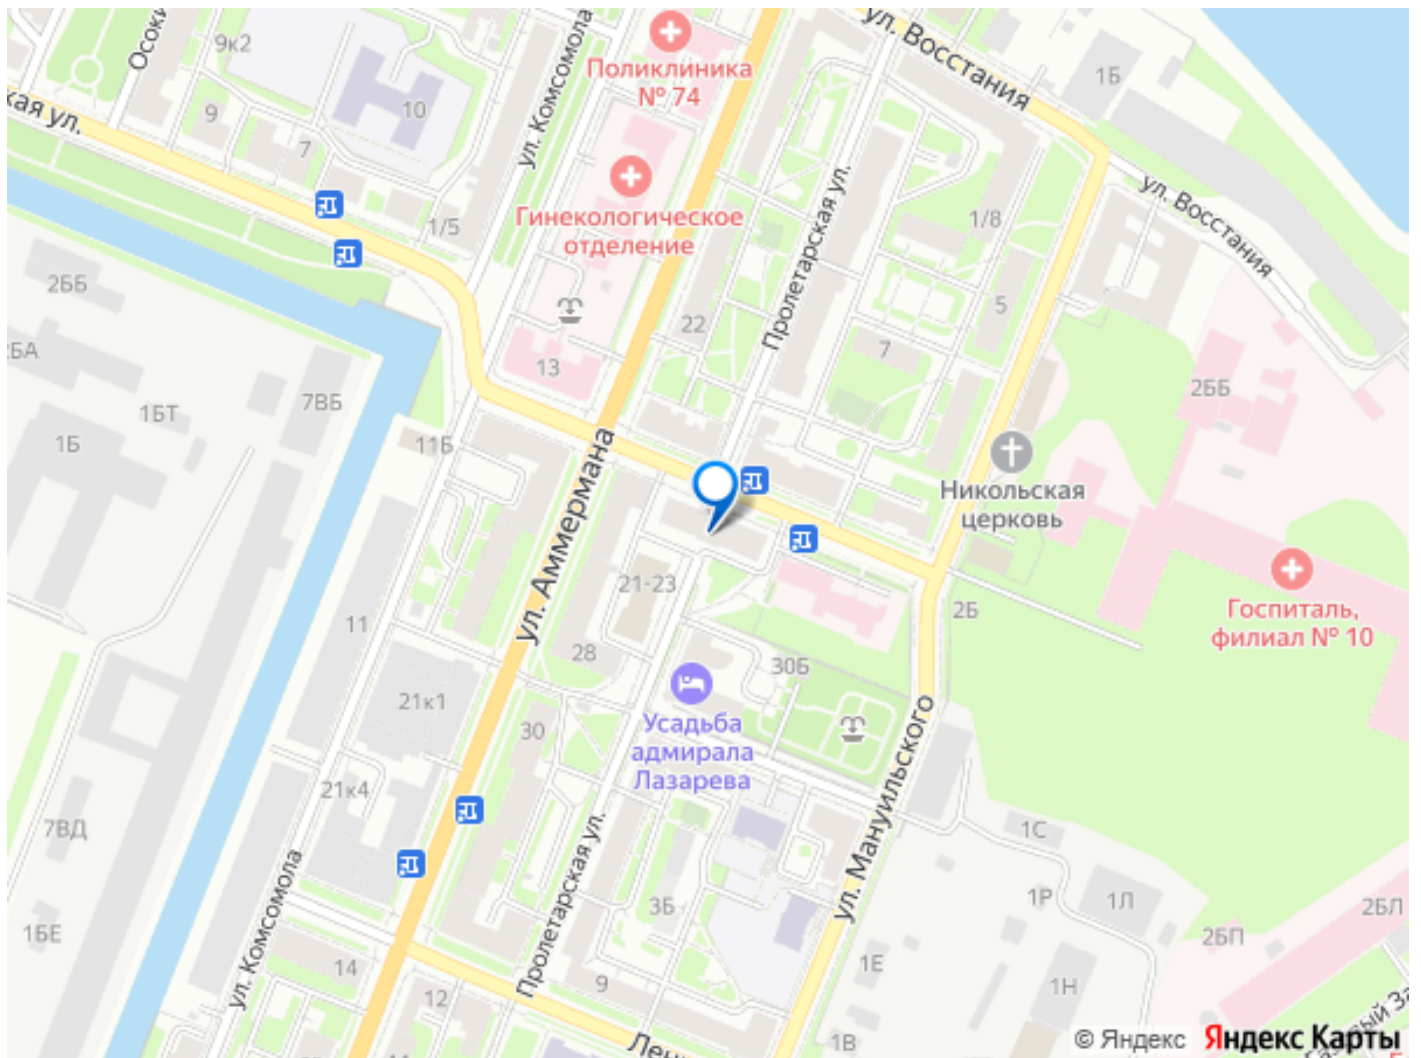 ул. Восстания
9к2
Осоки
ул. Комсомола
Поликлиника
№ 74
1Б
кая ул.
9
10
7
Пролетарская ул.
ул. Восстания
Гинекологическое
отделение
1/5
1/8
2ББ
22
5
7
2ББ
13
7ВБ
1БТ
1Б
11Б
ул. Аммермана
Никольская
церковь
21-23
2Б
Госпиталь,
филиал № 10
11
28
30Б
21к1
30
Усадьба
адмирала
Лазарева
ул. Мануильского
21к4
7ВД
1С
ул. Комсомола
Пролетарская ул.
3Б
1Р
1Л
2БЛ
1БЕ
2БП
14
1Е
12
9
1Н
1В
Лени
© Яндекс Яндекс Карты